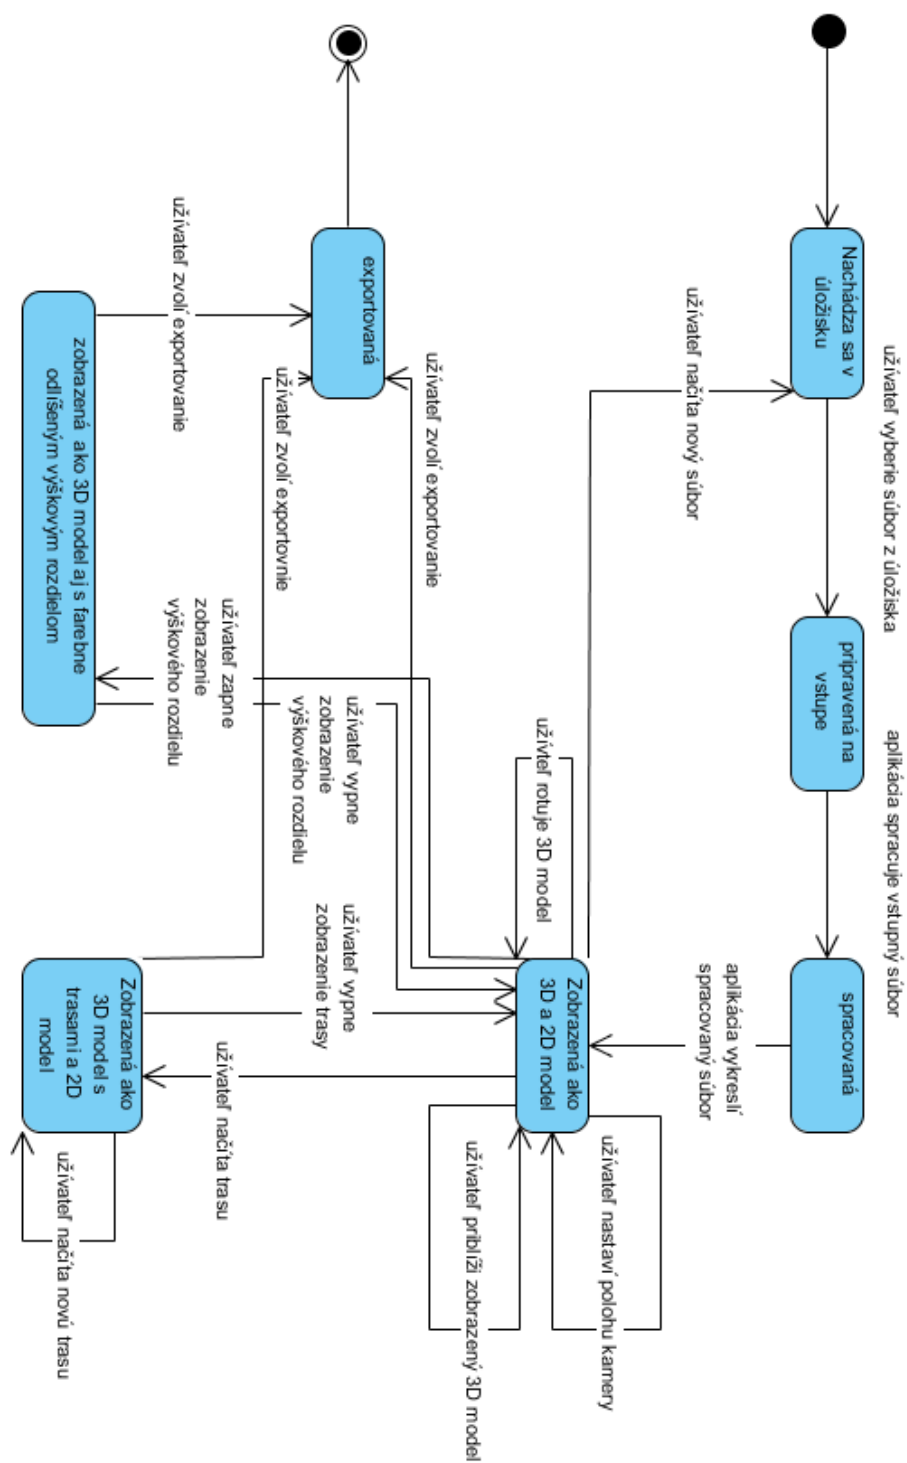 Nachádza sa v
úložisku
užívateľ vyberie súbor z úložiska
pripravená na
vstupe
aplikácia spracuje vstupný súbor
spracovaná
užívateľ načíta nový súbor
aplikácia vykreslí
spracovaný súbor
exportovaná
užívateľ zvolí exportovanie
užívteľ rotuje 3D model
Zobrazená ako
3D a 2D model
užívateľ nastaví polohu kamery
užívateľ priblíži zobrazený 3D model
užívateľ zvolí exportovnie
užívateľ vypne
zobrazenie
výškového rozdielu
užívateľ vypne
zobrazenie trasy
užívateľ zvolí exportovanie
užívateľ zapne
zobrazenie
výškového rozdielu
užívateľ načíta trasu
zobrazená ako 3D model aj s farebne
odlíšeným výškovým rozdielom
Zobrazená ako
3D model s
trasami a 2D
model
užívateľ načíta novú trasu